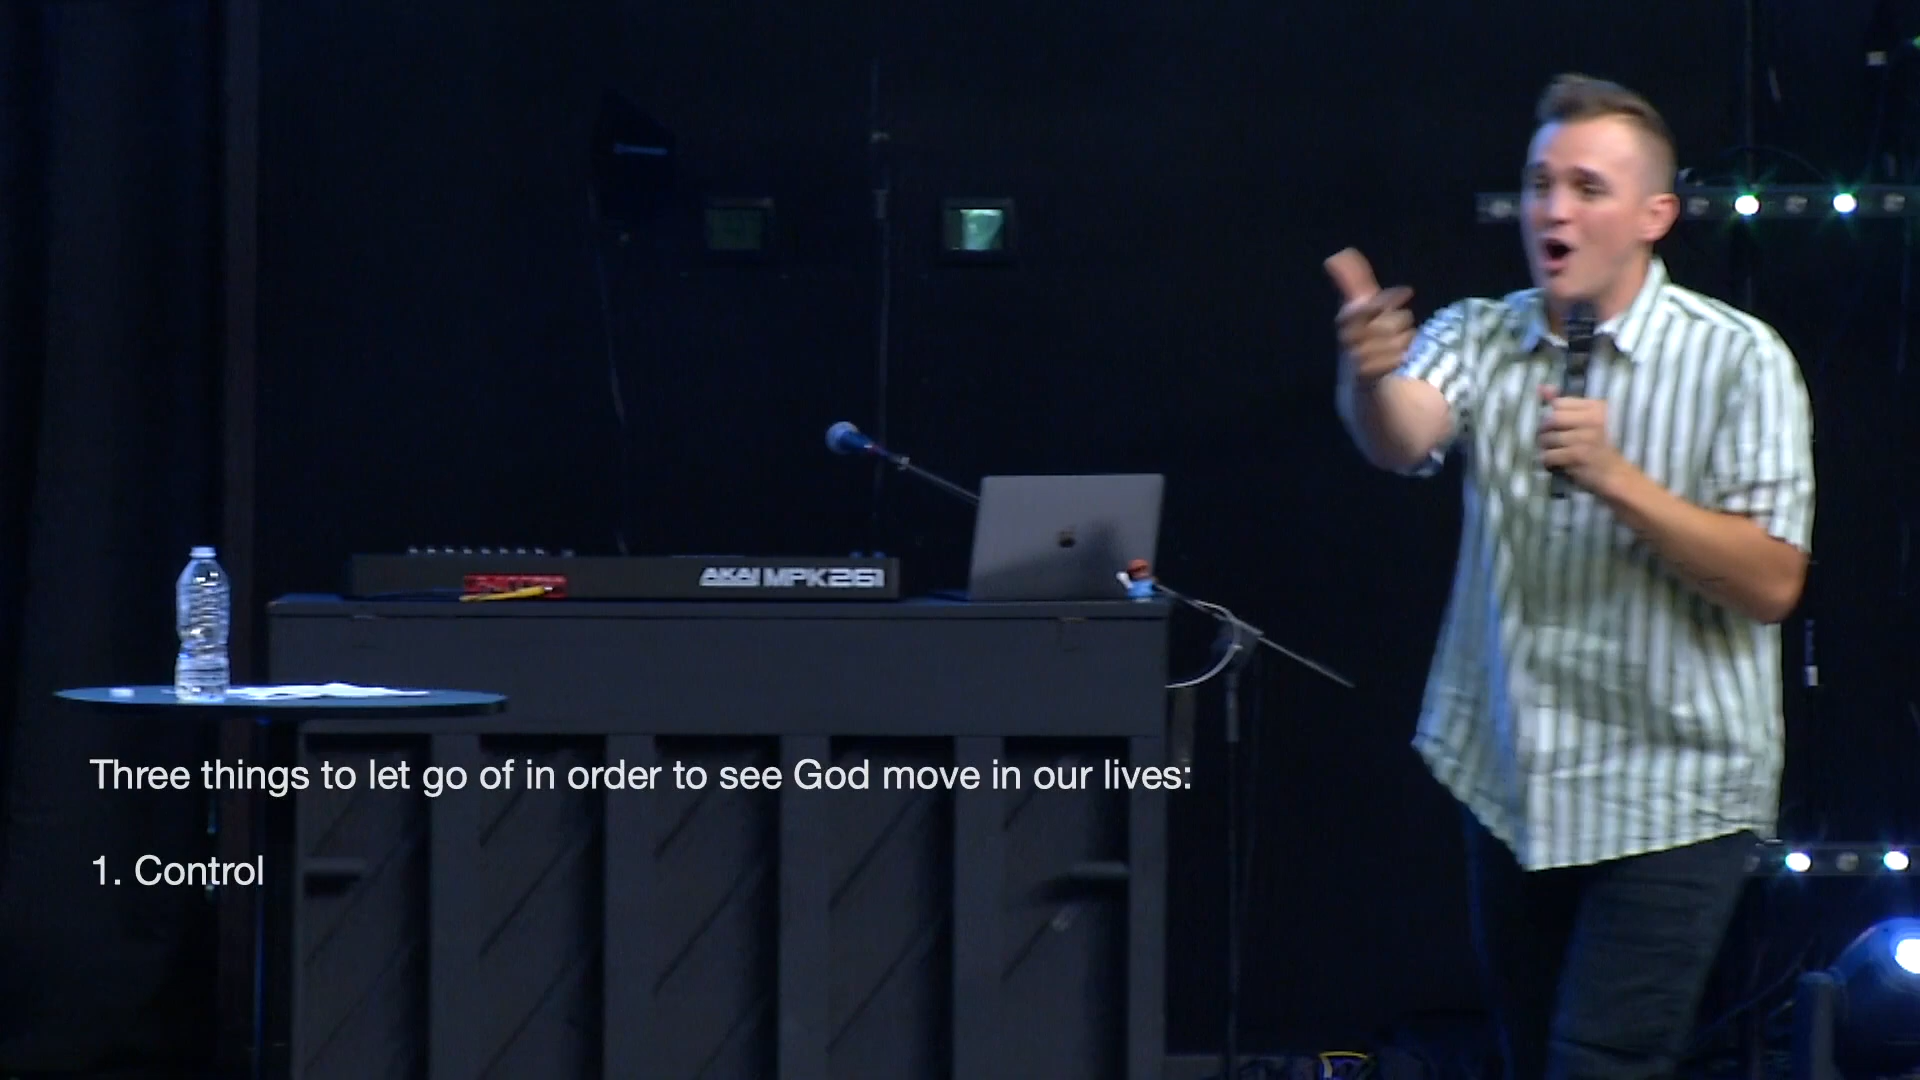 AKAI MPK261
Three things to let go of in order to see God move in our lives:
1. Control